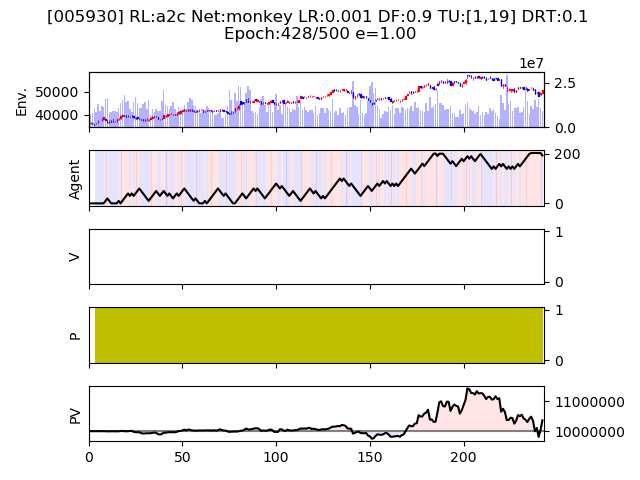 [005930] RL:a2c Net:monkey LR:0.001 DF:0.9 TU:[1,19] DRT:0.1
Epoch:428/500 e=1.00
1e7
Env.
50000
40000
2.5
0.0
Agent
200
0
V
1
0
P
1
0
PV
11000000
10000000
0 50 100 150 200